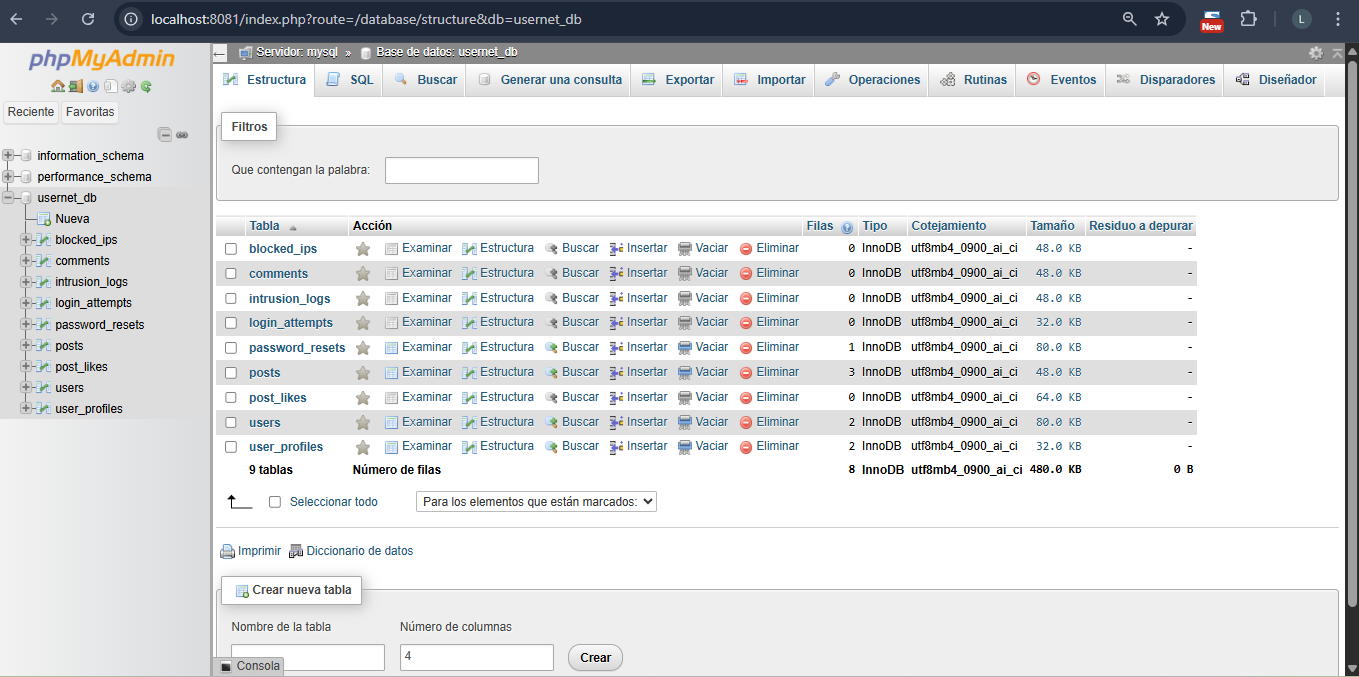 localhost:8081/index.php?route=/database/structure&db=usernet_db
New
L
phpMyAdmin
Reciente Favoritas
information_schema
performance_schema
usernet_db
Nueva
blocked_ips
comments
intrusion_logs
login_attempts
password_resets
posts
post_likes
users
user_profiles
Servidor: mysql » Base de datos: usernet_db
Estructura SQL Buscar Generar una consulta Exportar Importar Operaciones Rutinas Eventos Disparadores Diseñador
Filtros
Que contengan la palabra:
Tabla Acción Filas Tipo Cotejamiento Tamaño Residuo a depurar
blocked_ips Examinar Estructura Buscar Insertar Vaciar Eliminar 0 InnoDB utf8mb4_0900_ai_ci 48.0 KB -
comments Examinar Estructura Buscar Insertar Vaciar Eliminar 0 InnoDB utf8mb4_0900_ai_ci 48.0 KB -
intrusion_logs Examinar Estructura Buscar Insertar Vaciar Eliminar 0 InnoDB utf8mb4_0900_ai_ci 48.0 KB -
login_attempts Examinar Estructura Buscar Insertar Vaciar Eliminar 0 InnoDB utf8mb4_0900_ai_ci 32.0 KB -
password_resets Examinar Estructura Buscar Insertar Vaciar Eliminar 1 InnoDB utf8mb4_0900_ai_ci 80.0 KB -
posts Examinar Estructura Buscar Insertar Vaciar Eliminar 3 InnoDB utf8mb4_0900_ai_ci 48.0 KB -
post_likes Examinar Estructura Buscar Insertar Vaciar Eliminar 0 InnoDB utf8mb4_0900_ai_ci 64.0 KB -
users Examinar Estructura Buscar Insertar Vaciar Eliminar 2 InnoDB utf8mb4_0900_ai_ci 80.0 KB -
user_profiles Examinar Estructura Buscar Insertar Vaciar Eliminar 2 InnoDB utf8mb4_0900_ai_ci 32.0 KB -
9 tablas Número de filas 8 InnoDB utf8mb4_0900_ai_ci 480.0 KB 0 B
Seleccionar todo Para los elementos que están marcados:
Imprimir Diccionario de datos
Crear nueva tabla
Nombre de la tabla Número de columnas
4 Crear
Consola